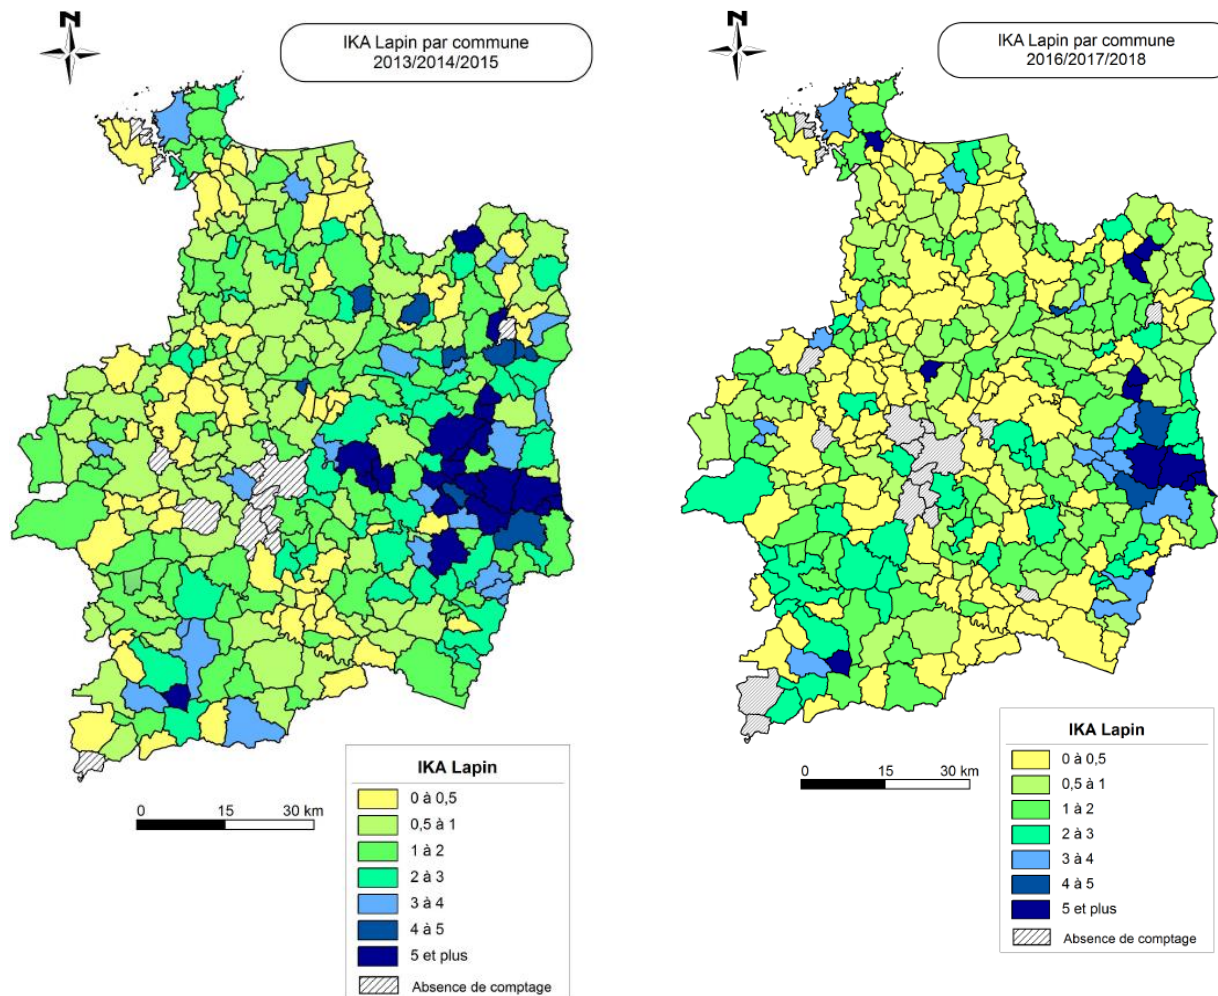 N
IKA Lapin par commune
2013/2014/2015
IKA Lapin
0 à 0,5
0,5 à 1
1 à 2
2 à 3
3 à 4
4 à 5
5 et plus
Absence de comptage
0 15 30 km
N
IKA Lapin par commune
2016/2017/2018
IKA Lapin
0 à 0,5
0,5 à 1
1 à 2
2 à 3
3 à 4
4 à 5
5 et plus
Absence de comptage
0 15 30 km